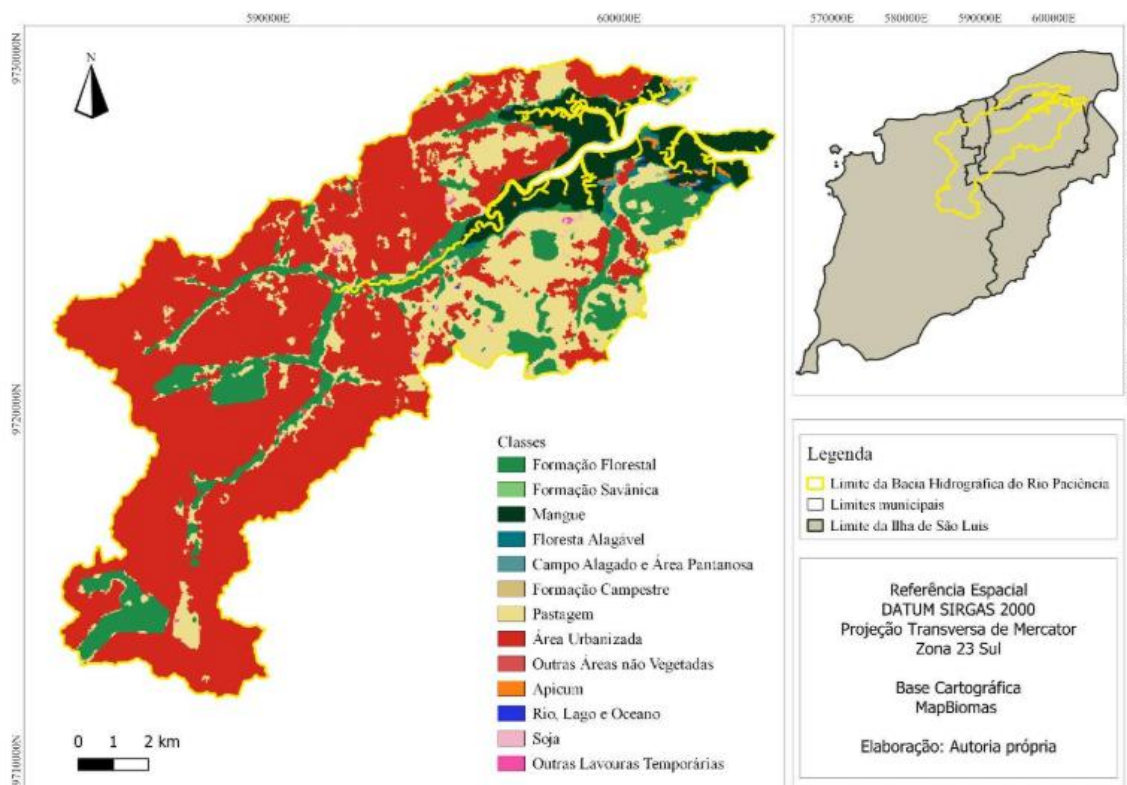 590000E
600000E
9730000N
9720000N
9710000N
N
0 1 2 km
Classes
Formação Florestal
Formação Savânica
Mangue
Floresta Alagável
Campo Alagado e Área Pantanosa
Formação Campestre
Pastagem
Área Urbanizada
Outras Áreas não Vegetadas
Apicum
Rio, Lago e Oceano
Soja
Outras Lavouras Temporárias
570000E 580000E 590000E 600000E
Legenda
Limite da Bacia Hidrográfica do Rio Paciência
Limites municipais
Limite da Ilha de São Luis
Referência Espacial
DATUM SIRGAS 2000
Projeção Transversa de Mercator
Zona 23 Sul
Base Cartográfica
MapBiomas
Elaboração: Autoria própria